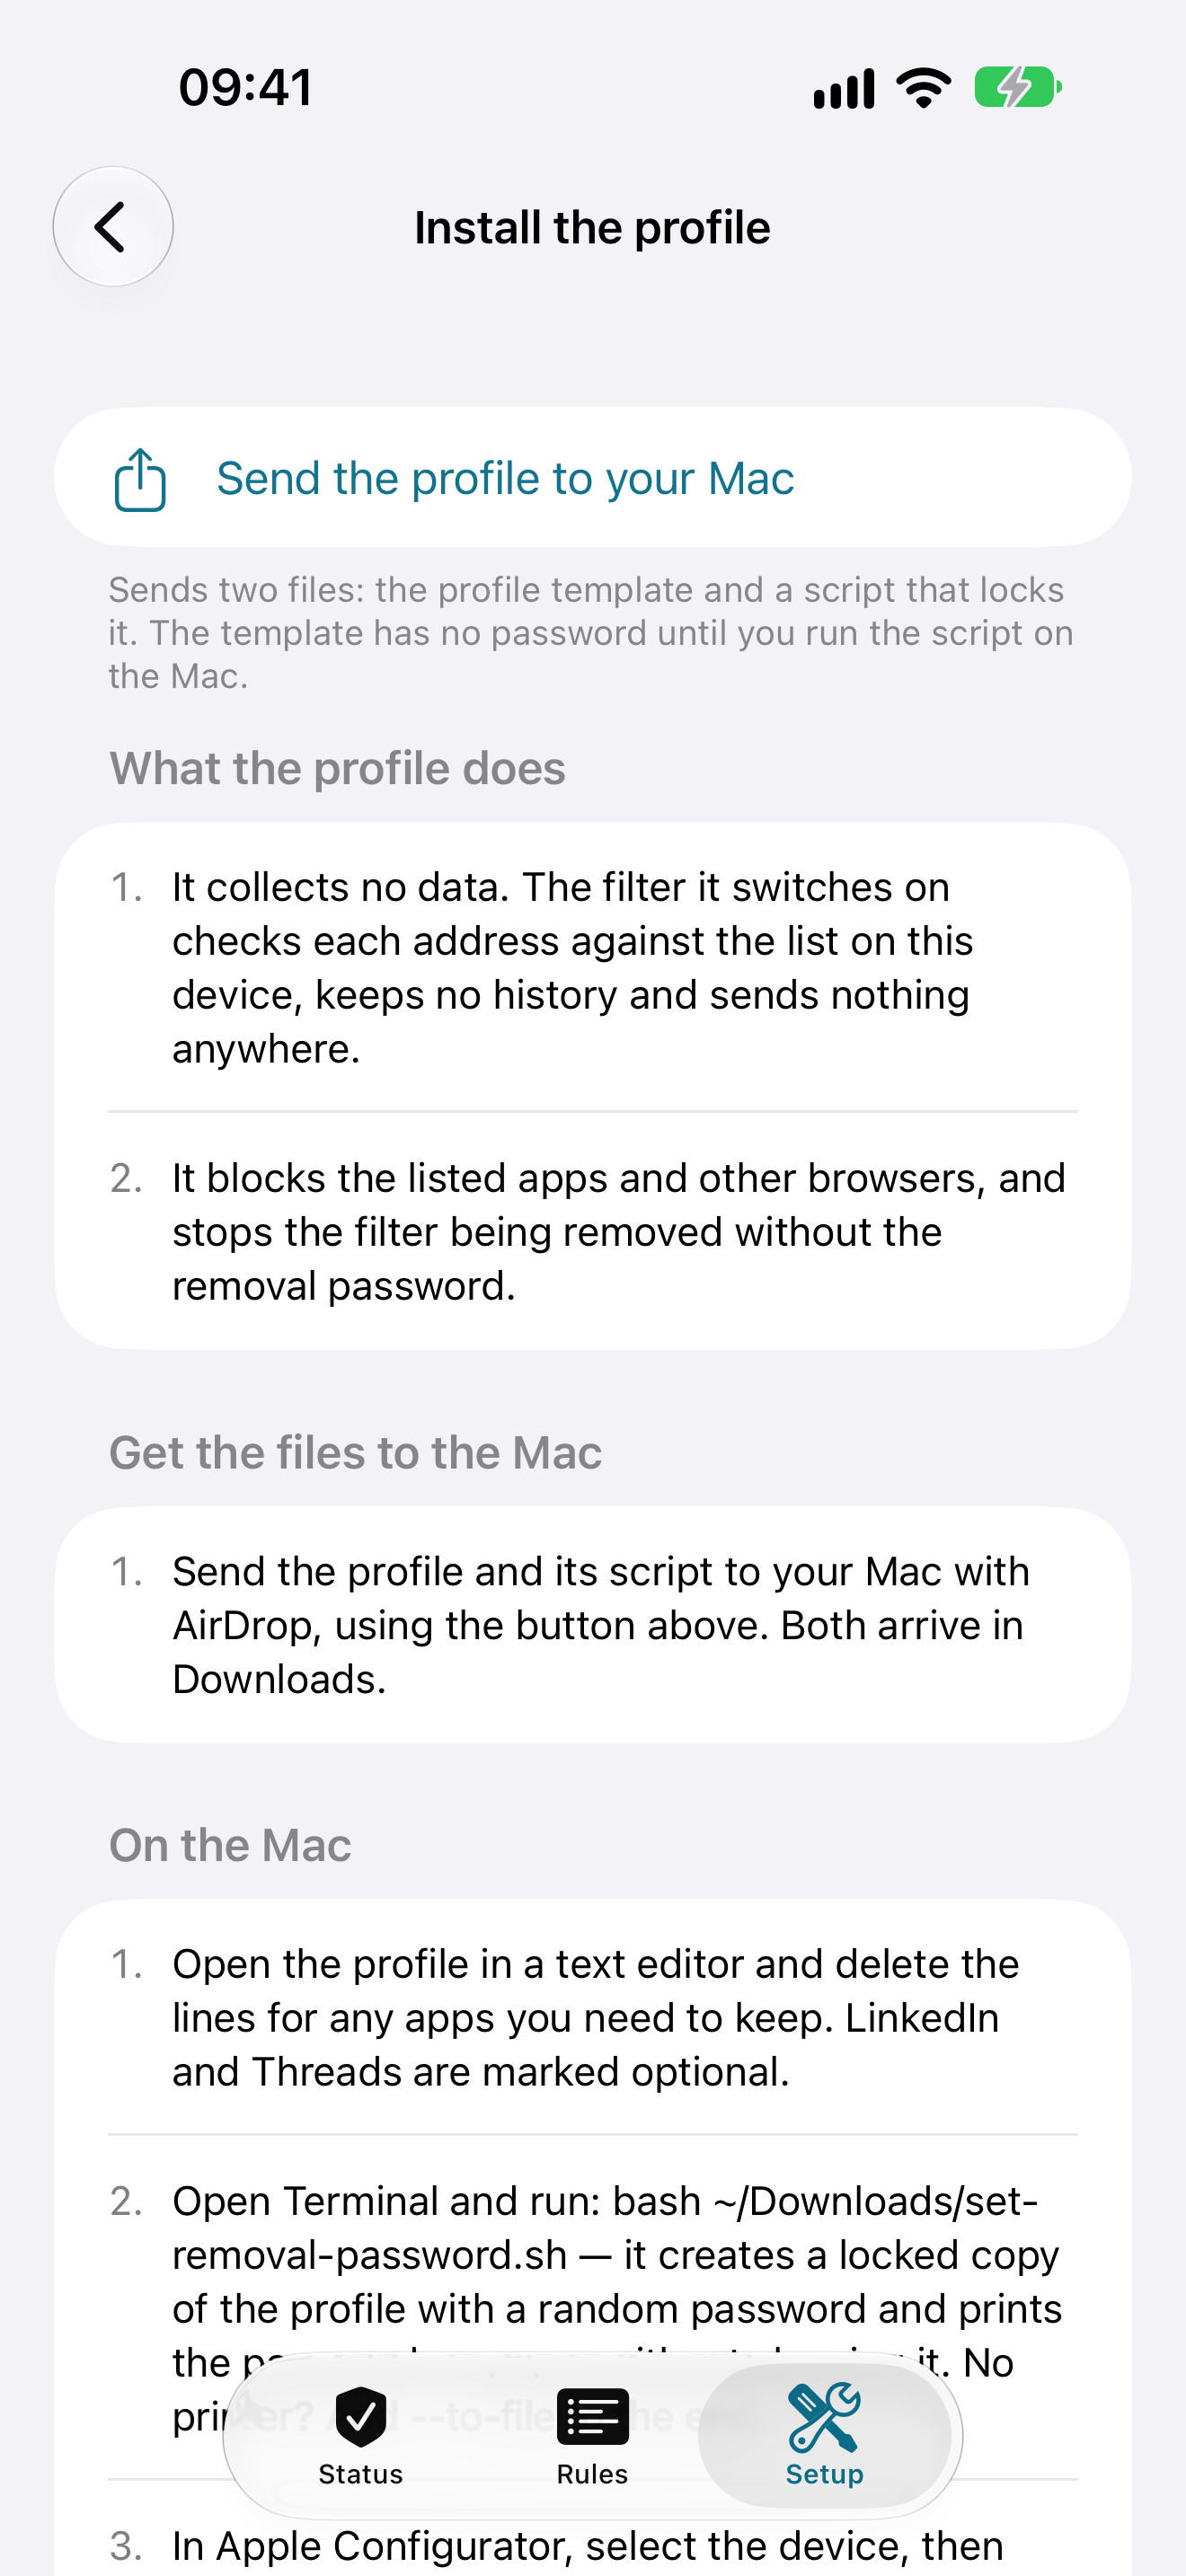 09:41
Install the profile
Send the profile to your Mac
Sends two files: the profile template and a script that locks
it. The template has no password until you run the script on
the Mac.
What the profile does
1. It collects no data. The filter it switches on
checks each address against the list on this
device, keeps no history and sends nothing
anywhere.
2. It blocks the listed apps and other browsers, and
stops the filter being removed without the
removal password.
Get the files to the Mac
1. Send the profile and its script to your Mac with
AirDrop, using the button above. Both arrive in
Downloads.
On the Mac
1. Open the profile in a text editor and delete the
lines for any apps you need to keep. LinkedIn
and Threads are marked optional.
2. Open Terminal and run: bash ~/Downloads/set-
removal-password.sh — it creates a locked copy
of the profile with a random password and prints
the it. No
--to-file
Status
Rules
Setup
3. In Apple Configurator, select the device, then